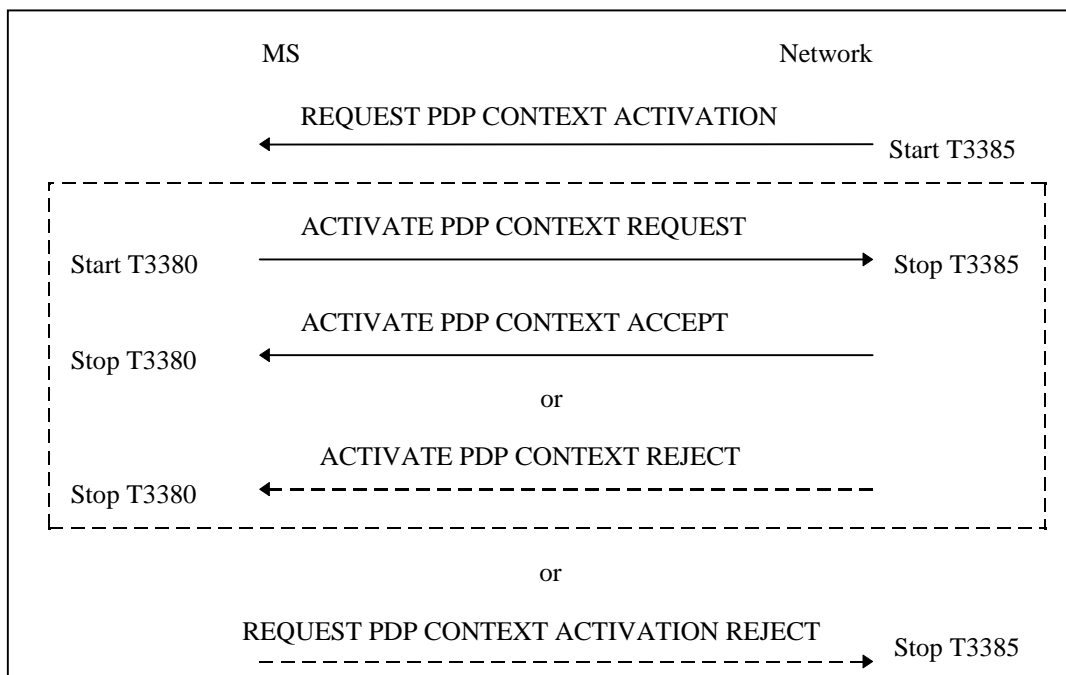 MS Network
REQUEST PDP CONTEXT ACTIVATION
Start T3385
ACTIVATE PDP CONTEXT REQUEST
Start T3380 Stop T3385
ACTIVATE PDP CONTEXT ACCEPT
Stop T3380
or
ACTIVATE PDP CONTEXT REJECT
Stop T3380
or
REQUEST PDP CONTEXT ACTIVATION REJECT
Stop T3385